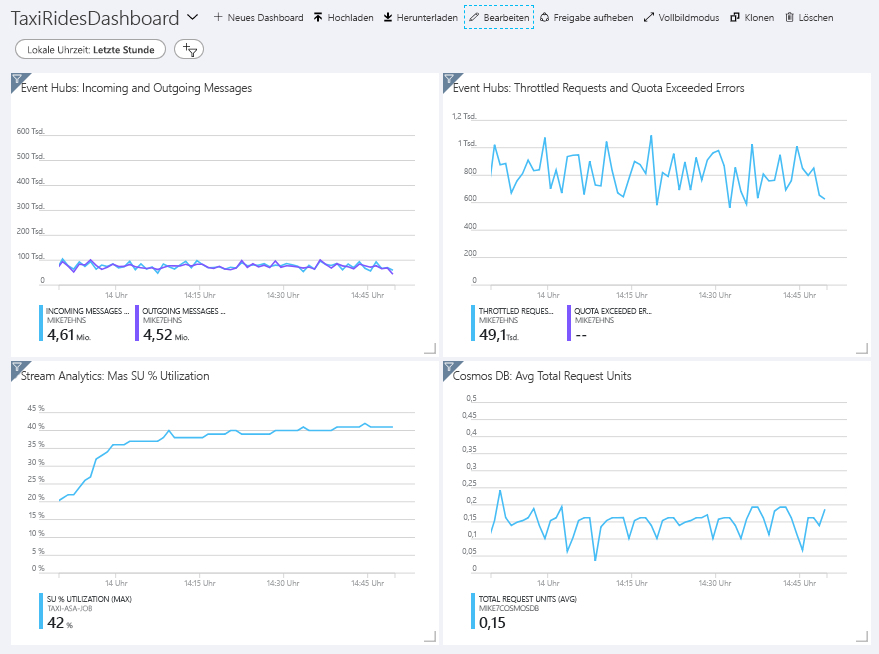 TaxiRidesDashboard
Neues Dashboard Hochladen Herunterladen Bearbeiten Freigabe aufheben Vollbildmodus Klonen Löschen
Lokale Uhrzeit: Letzte Stunde
Event Hubs: Incoming and Outgoing Messages
600 Tsd.
500 Tsd.
400 Tsd.
300 Tsd.
200 Tsd.
100 Tsd.
0
14 Uhr 14:15 Uhr 14:30 Uhr 14:45 Uhr
INCOMING MESSAGES ... OUTGOING MESSAGES ...
MIKE7EHNS MIKE7EHNS
4,61 Mio. 4,52 Mio.
Event Hubs: Throttled Requests and Quota Exceeded Errors
1,2 Tsd.
1 Tsd.
800
600
400
200
0
14 Uhr 14:15 Uhr 14:30 Uhr 14:45 Uhr
THROTTLED REQUES... QUOTA EXCEEDED ER...
MIKE7EHNS MIKE7EHNS
49,1 Tsd. --
Stream Analytics: Mas SU % Utilization
45 %
40 %
35 %
30 %
25 %
20 %
15 %
10 %
5 %
0 %
14 Uhr 14:15 Uhr 14:30 Uhr 14:45 Uhr
SU % UTILIZATION (MAX)
TAXI-ASA-JOB
42 %
Cosmos DB: Avg Total Request Units
0,5
0,45
0,4
0,35
0,3
0,25
0,2
0,15
0,1
0,05
0
14 Uhr 14:15 Uhr 14:30 Uhr 14:45 Uhr
TOTAL REQUEST UNITS (AVG)
MIKE7COSMOSDB
0,15